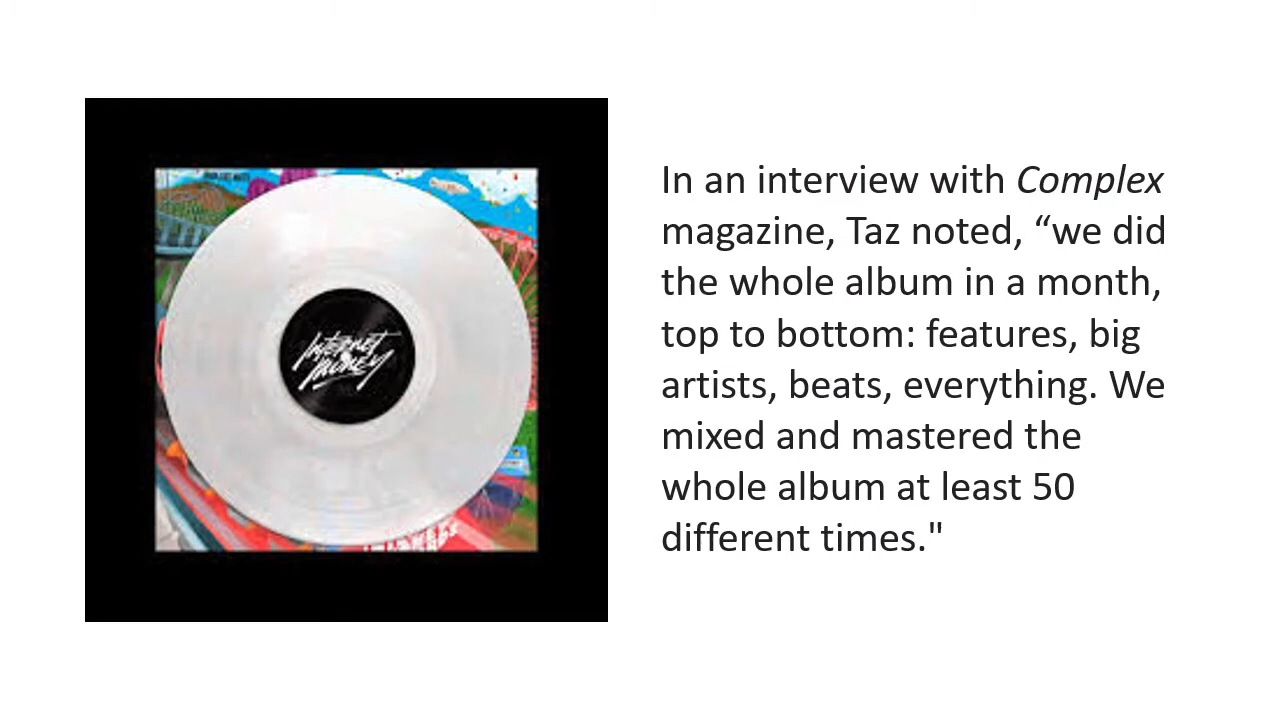 Internet
Money
In an interview with Complex
magazine, Taz noted, “we did
the whole album in a month,
top to bottom: features, big
artists, beats, everything. We
mixed and mastered the
whole album at least 50
different times."